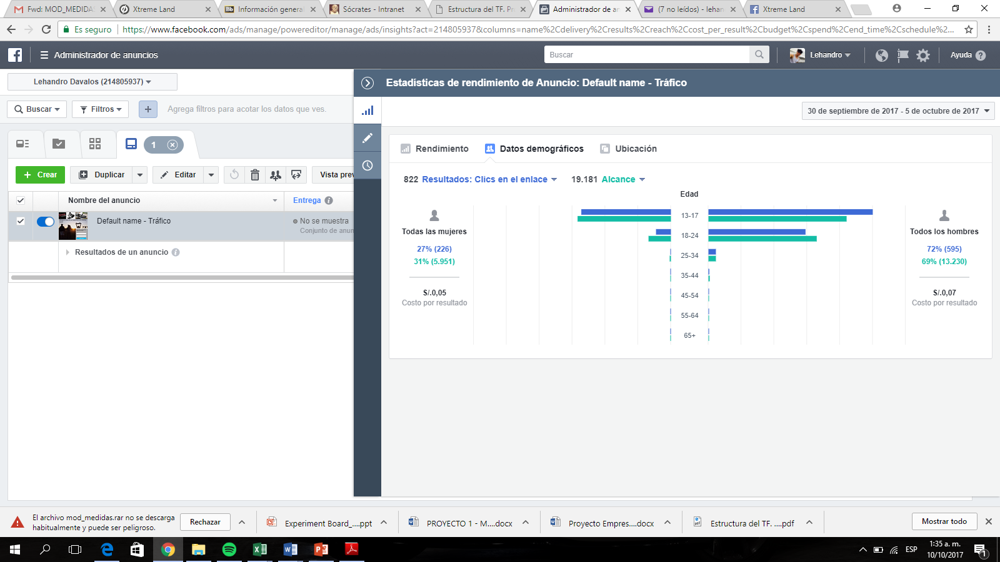 Fwd: MOD_MEDIDA
Xtreme Land
Información general
Sócrates - Intranet
Estructura del TF. Pr
Administrador de an
(7 no leídos) - lehan
Xtreme Land
Es seguro
https://www.facebook.com/ads/manage/powereditor/manage/ads/insights?act=214805937&columns=name%2Cdelivery%2Cresults%2Creach%2Ccost_per_result%2Cbudget%2Cspend%2Cend_time%2Cschedule%2...
Administrador de anuncios
Buscar
Lehandro
Ayuda
Lehandro Davalos (214805937)
Estadísticas de rendimiento de Anuncio: Default name - Tráfico
Buscar
Filtros
+
Agrega filtros para acotar los datos que ves.
30 de septiembre de 2017 - 5 de octubre de 2017
1
Rendimiento
Datos demográficos
Ubicación
+ Crear
Duplicar
Editar
Vista prev
822 Resultados: Clics en el enlace
19.181 Alcance
Nombre del anuncio
Entrega
Default name - Tráfico
No se muestra
Conjunto de anun
Resultados de un anuncio
Edad
13-17
18-24
25-34
35-44
45-54
55-64
65+
Todas las mujeres
27% (226)
31% (5.951)
S/.0,05
Costo por resultado
Todos los hombres
72% (595)
69% (13.230)
S/.0,07
Costo por resultado
El archivo mod_medidas.rar no se descarga
habitualmente y puede ser peligroso.
Rechazar
Experiment Board_....ppt
PROYECTO 1 - M....docx
Proyecto Empres....docx
Estructura del TF. ....pdf
Mostrar todo
ESP
1:35 a. m.
10/10/2017
1